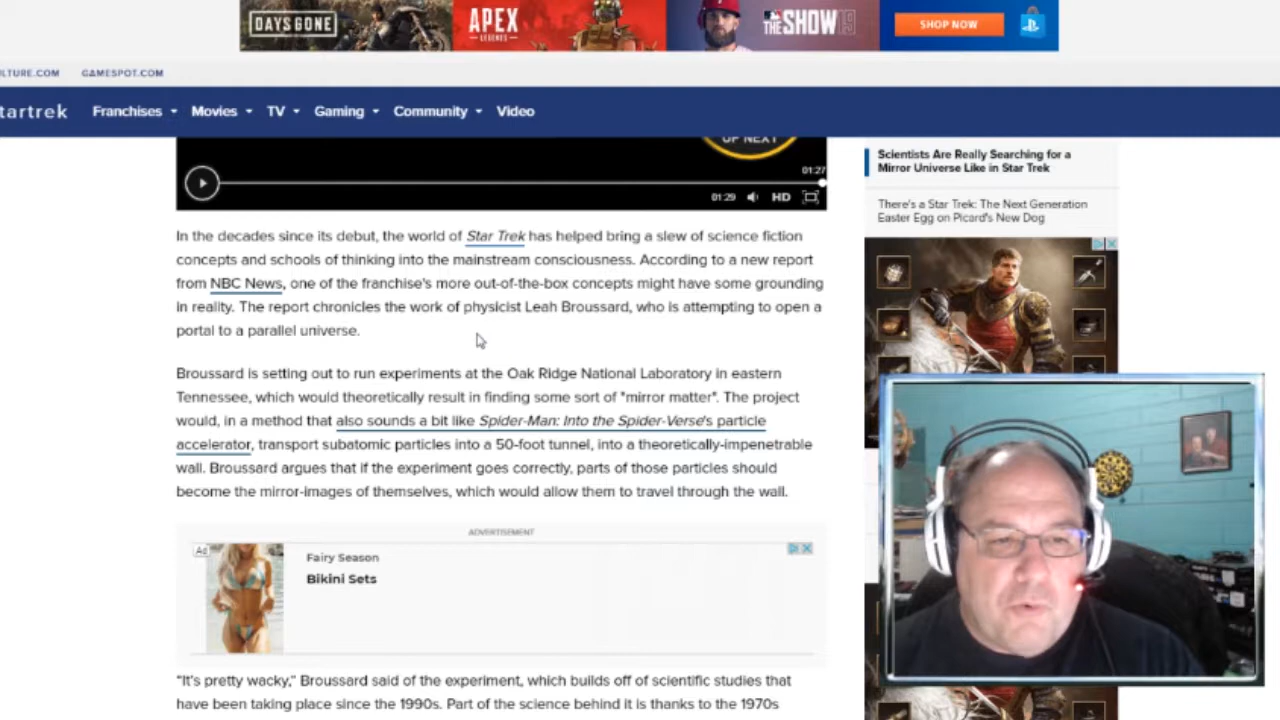 DAYS GONE
APEX
LEGENDS
THE SHOW 19
SHOP NOW
LTURE.COM GAMESPOT.COM
tartrek Franchises Movies TV Gaming Community Video
UP NEXT
01:27
01:29 HD
In the decades since its debut, the world of Star Trek has helped bring a slew of science fiction
concepts and schools of thinking into the mainstream consciousness. According to a new report
from NBC News, one of the franchise's more out-of-the-box concepts might have some grounding
in reality. The report chronicles the work of physicist Leah Broussard, who is attempting to open a
portal to a parallel universe.
Broussard is setting out to run experiments at the Oak Ridge National Laboratory in eastern
Tennessee, which would theoretically result in finding some sort of "mirror matter". The project
would, in a method that also sounds a bit like Spider-Man: Into the Spider-Verse's particle
accelerator, transport subatomic particles into a 50-foot tunnel, into a theoretically-impenetrable
wall. Broussard argues that if the experiment goes correctly, parts of those particles should
become the mirror-images of themselves, which would allow them to travel through the wall.
ADVERTISEMENT
Ad
Fairy Season
Bikini Sets
“It's pretty wacky,” Broussard said of the experiment, which builds off of scientific studies that
have been taking place since the 1990s. Part of the science behind it is thanks to the 1970s
Scientists Are Really Searching for a
Mirror Universe Like in Star Trek
There's a Star Trek: The Next Generation
Easter Egg on Picard's New Dog